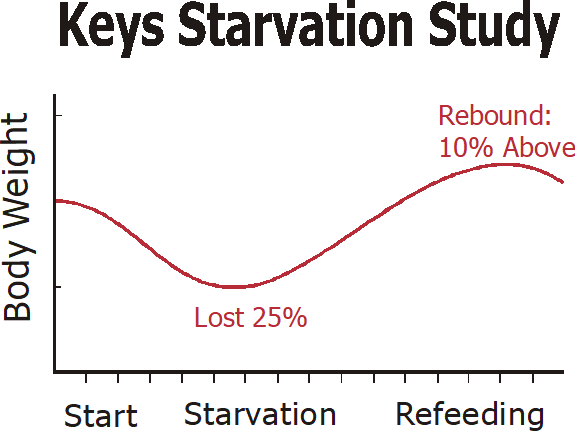 Keys Starvation Study
Rebound:
10% Above
Body Weight
Lost 25%
Start
Starvation
Refeeding